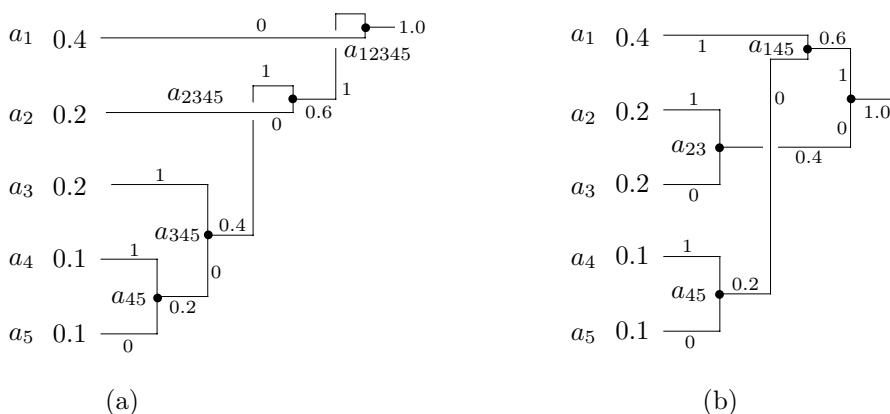 a1 0.4 0 1.0
a12345
1
a2 0.2 a2345 0 0.6 1
a3 0.2 1
a345 0.4
a4 0.1 1 0
a45 0.2
a5 0.1 0
(a)
a1 0.4 1 a145 0.6
1
a2 0.2 1 0 1.0
a23 0.4 0
a3 0.2 0
a4 0.1 1
a45 0.2
a5 0.1 0
(b)